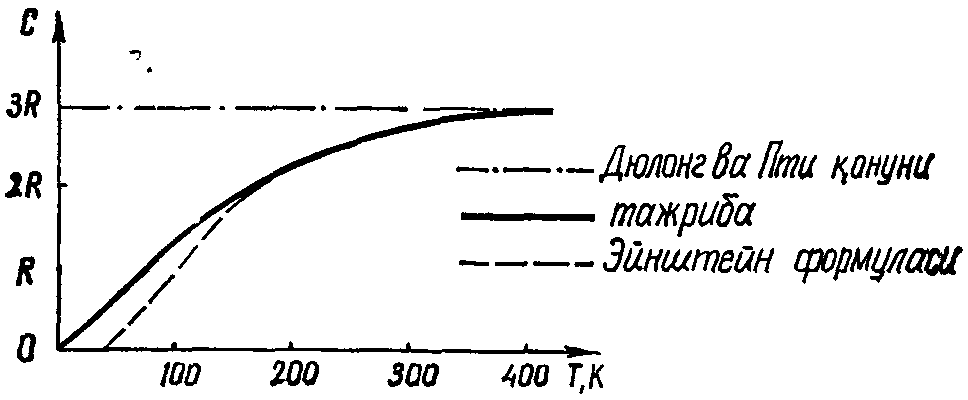 C
3R
2R
R
0
100 200 300 400 T,K
Дюлонг ва Пти қонуни
тажриба
Эйнштейн формуласи